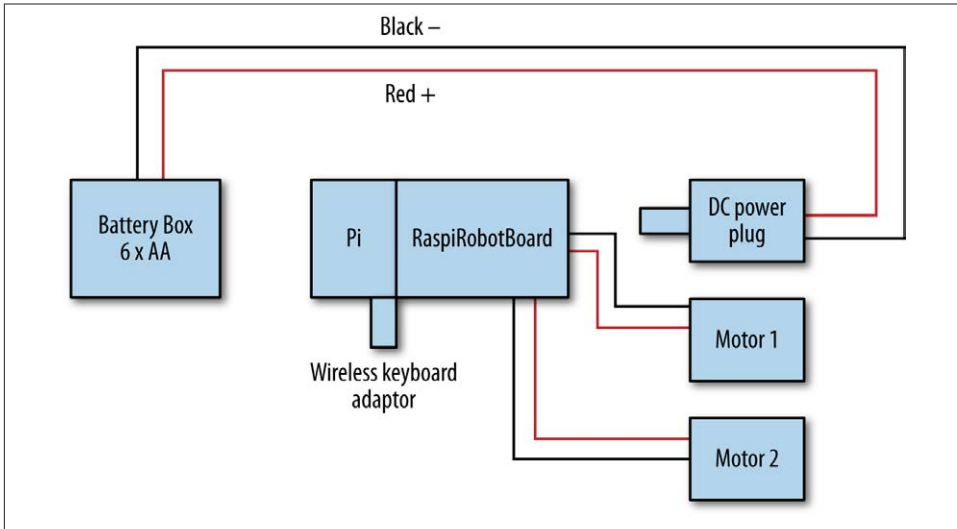 Black –
Red +
Battery Box
6 x AA
Pi
RaspiRobotBoard
DC power
plug
Wireless keyboard
adaptor
Motor 1
Motor 2